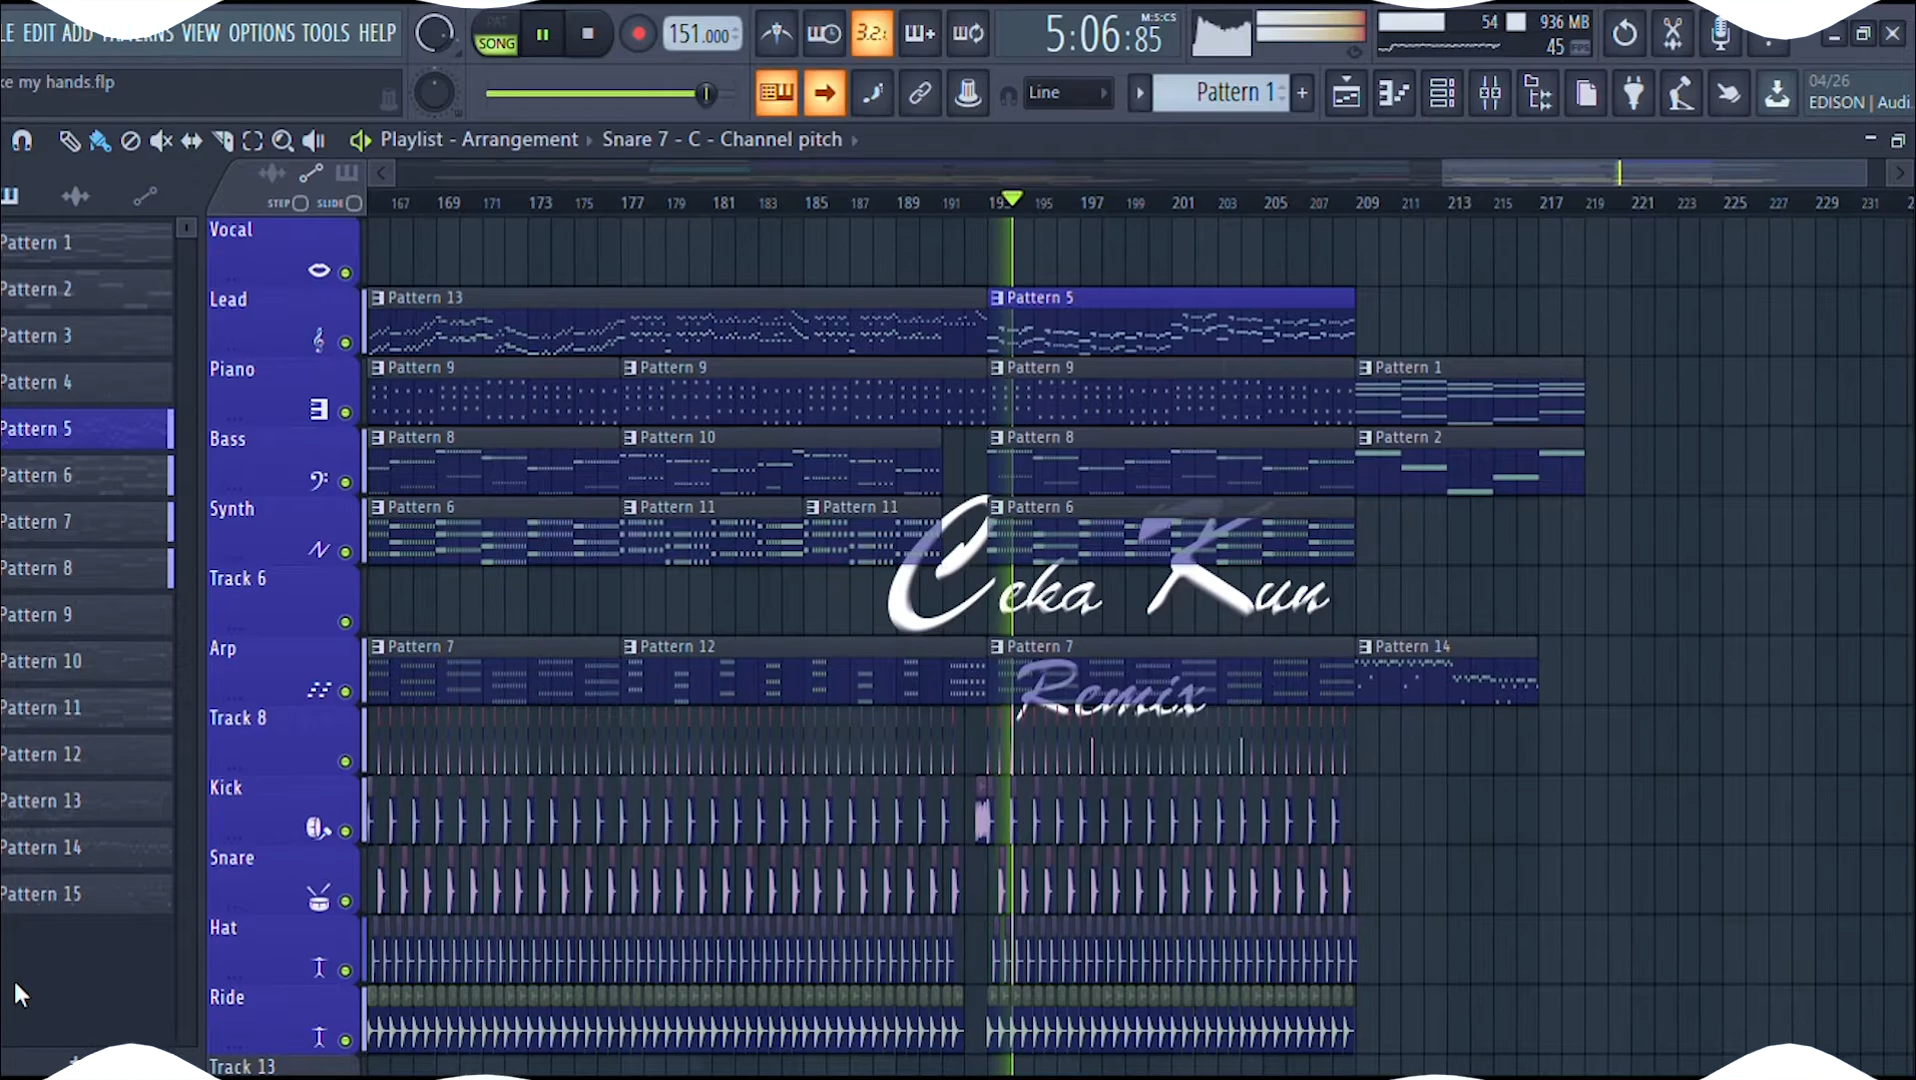 EDIT ADD PATTERNS VIEW OPTIONS TOOLS HELP
PAT
SONG
151.000
3.2
5:06:85
M:S:CS
54
936 MB
45
ke my hands.flp
Line
Pattern 1
+
04/26
EDISON | Audi
Playlist - Arrangement Snare 7 - C - Channel pitch
STEP SLIDE
167 169 171 173 175 177 179 181 183 185 187 189 191 195 197 199 201 203 205 207 209 211 213 215 217 219 221 223 225 227 229 231
Pattern 1
Pattern 2
Pattern 3
Pattern 4
Pattern 5
Pattern 6
Pattern 7
Pattern 8
Pattern 9
Pattern 10
Pattern 11
Pattern 12
Pattern 13
Pattern 14
Pattern 15
Vocal
Lead
Pattern 13 Pattern 5
Piano
Pattern 9 Pattern 9 Pattern 9 Pattern 1
Bass
Pattern 8 Pattern 10 Pattern 8 Pattern 2
Synth
Pattern 6 Pattern 11 Pattern 11 Pattern 6
Track 6
Ceka Kun
Arp
Pattern 7 Pattern 12 Pattern 7 Pattern 14
Remix
Track 8
Kick
Snare
Hat
Ride
Track 13